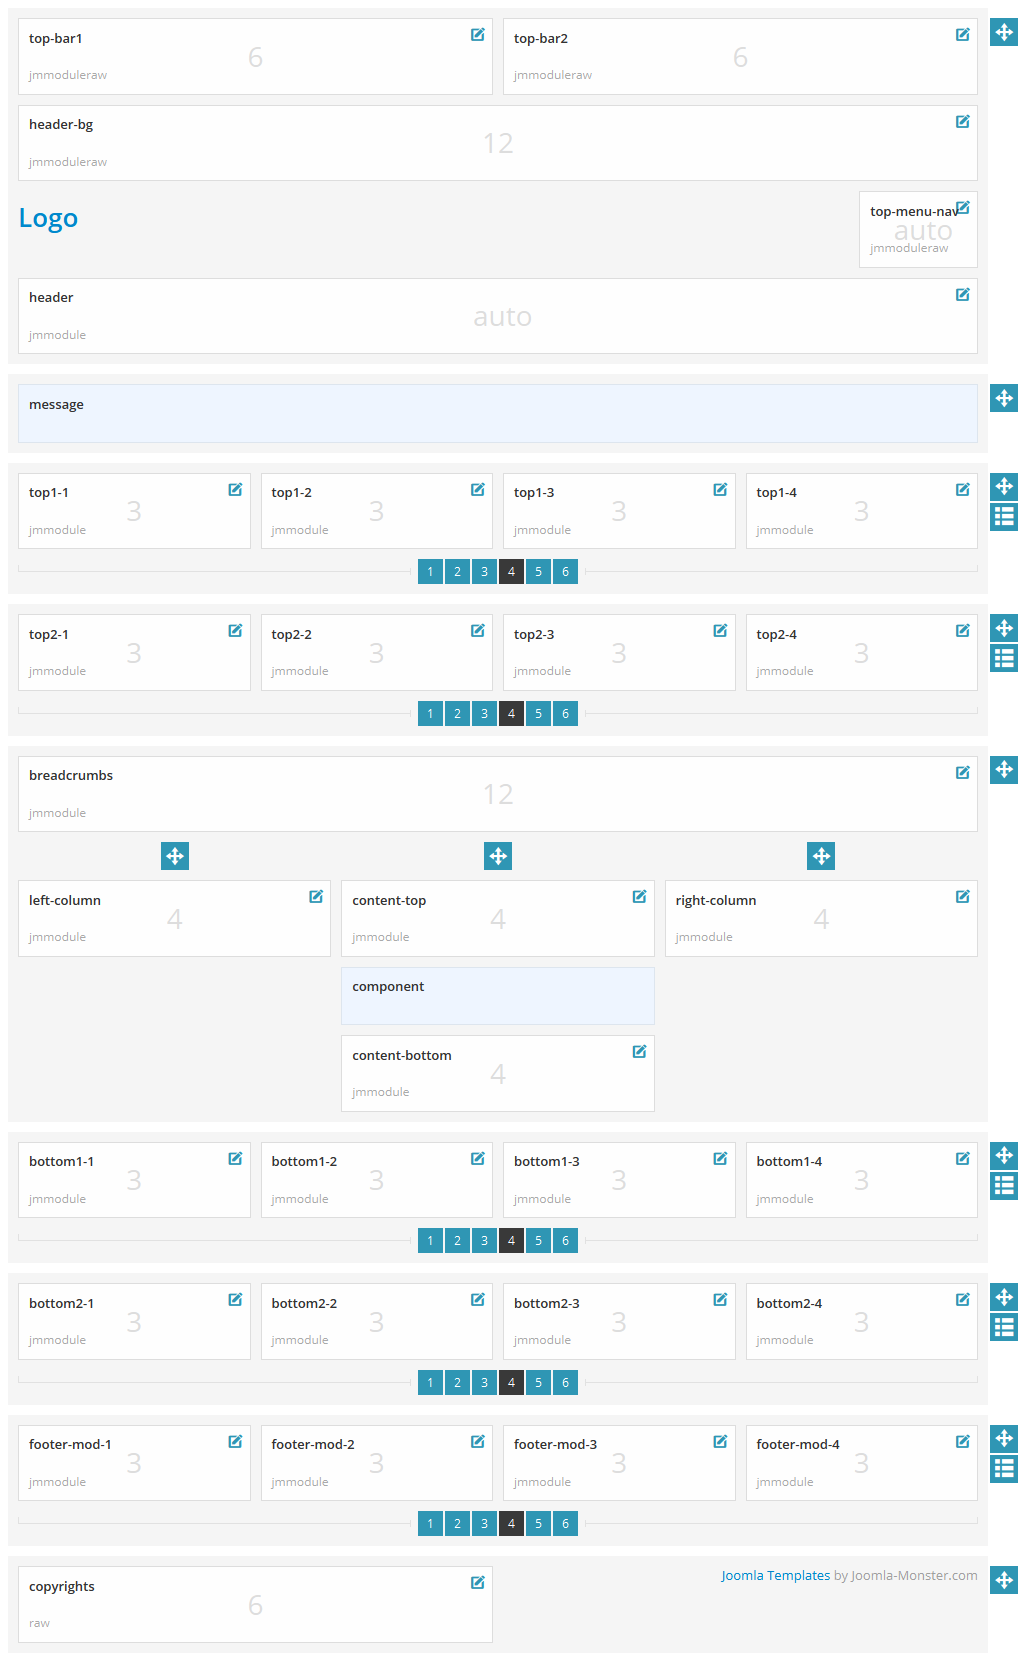 top-bar1
6
jmmoduleraw
top-bar2
6
jmmoduleraw
header-bg
12
jmmoduleraw
Logo
top-menu-nav
auto
jmmoduleraw
header
auto
jmmodule
message
top1-1
3
jmmodule
top1-2
3
jmmodule
top1-3
3
jmmodule
top1-4
3
jmmodule
1 2 3 4 5 6
top2-1
3
jmmodule
top2-2
3
jmmodule
top2-3
3
jmmodule
top2-4
3
jmmodule
1 2 3 4 5 6
breadcrumbs
12
jmmodule
left-column
4
jmmodule
content-top
4
jmmodule
right-column
4
jmmodule
component
content-bottom
4
jmmodule
bottom1-1
3
jmmodule
bottom1-2
3
jmmodule
bottom1-3
3
jmmodule
bottom1-4
3
jmmodule
1 2 3 4 5 6
bottom2-1
3
jmmodule
bottom2-2
3
jmmodule
bottom2-3
3
jmmodule
bottom2-4
3
jmmodule
1 2 3 4 5 6
footer-mod-1
3
jmmodule
footer-mod-2
3
jmmodule
footer-mod-3
3
jmmodule
footer-mod-4
3
jmmodule
1 2 3 4 5 6
copyrights
6
raw
Joomla Templates by Joomla-Monster.com